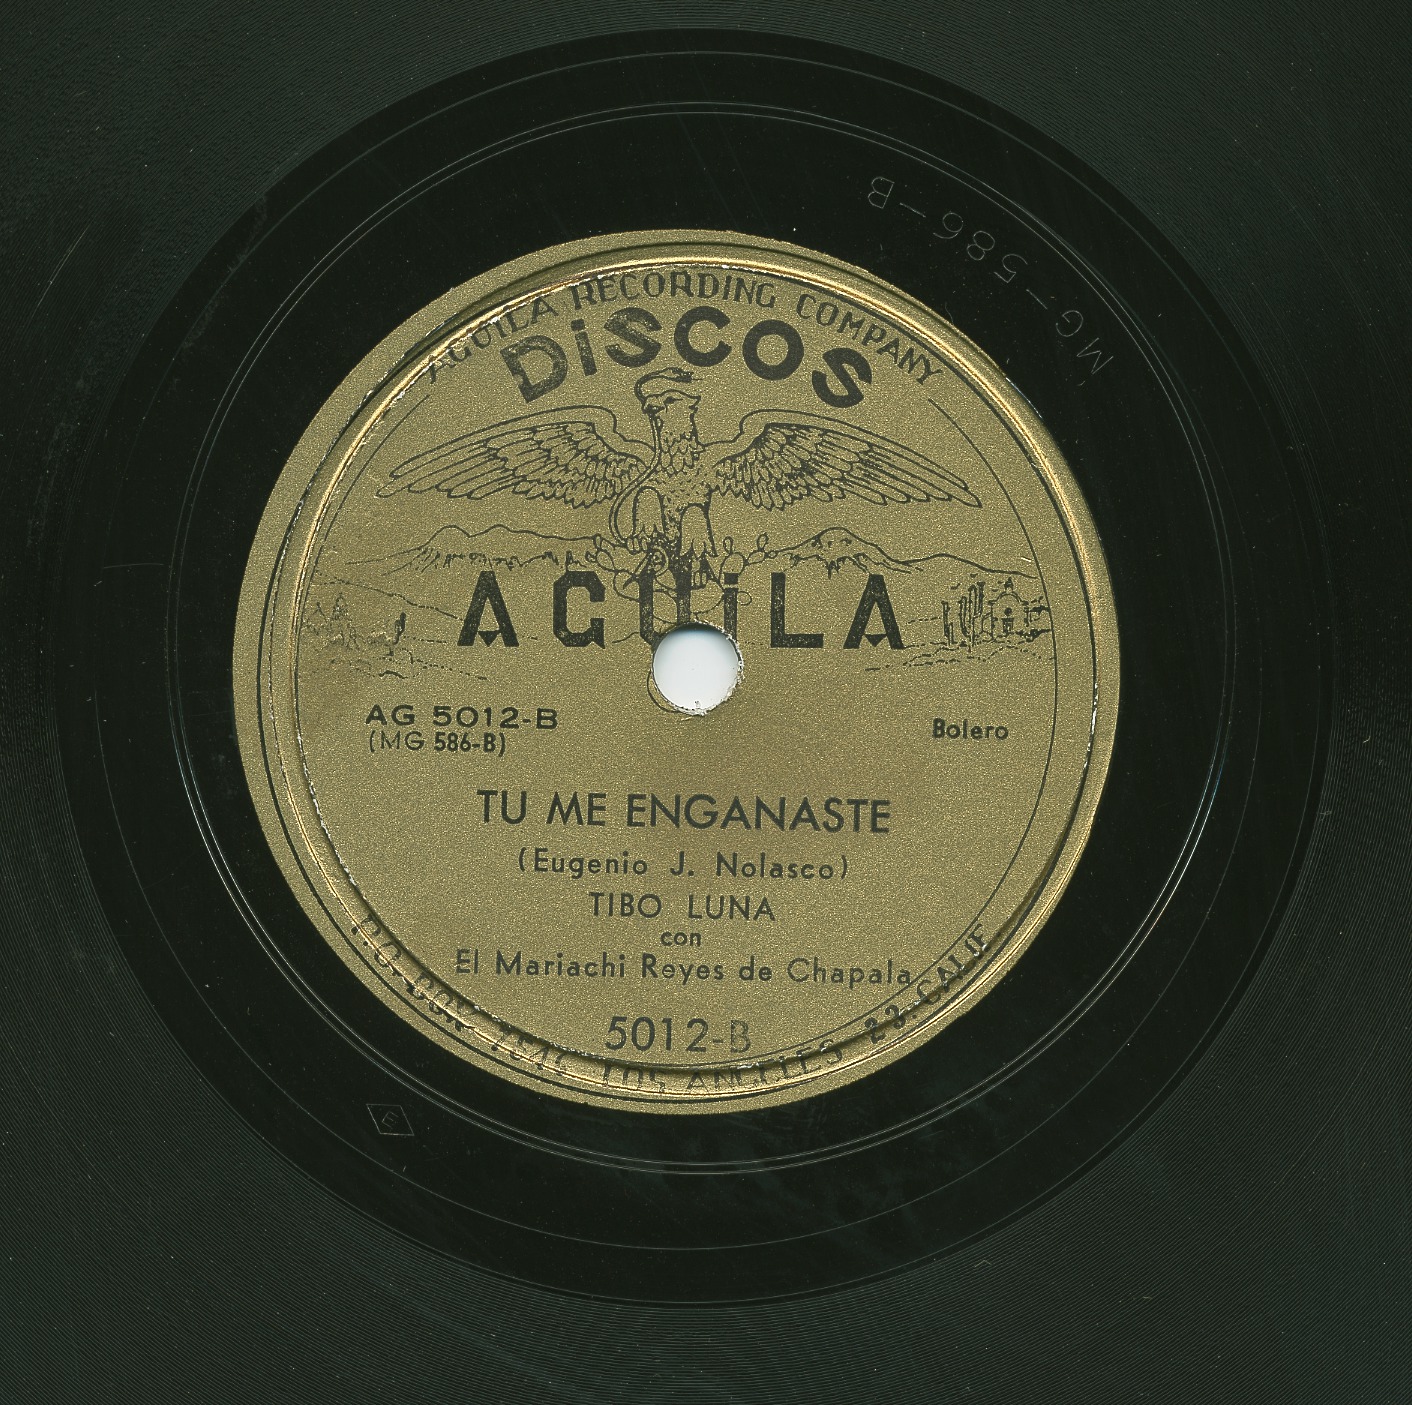 AGUILA RECORDING COMPANY
DiSCOS
AGUiLA
AG 5012-B
(MG 586-B)
Bolero
TU ME ENGANASTE
(Eugenio J. Nolasco)
TIBO LUNA
con
El Mariachi Reyes de Chapala
5012-B
P.O. BOX LOS ANGELES 23. CALIF
MG-586-B